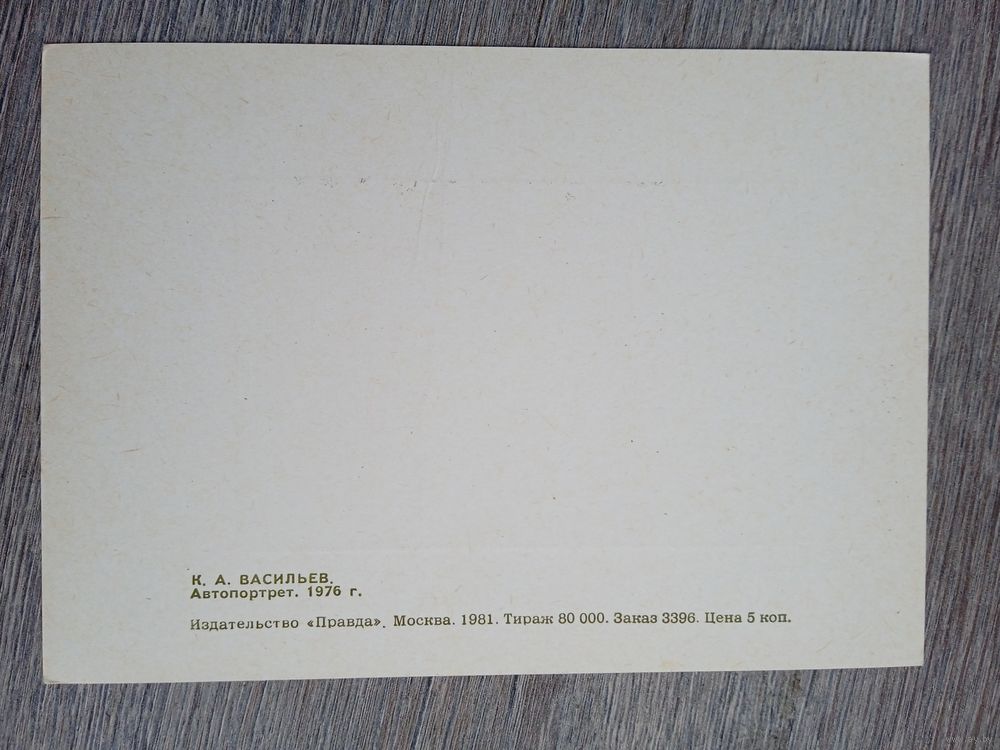 К. А. ВАСИЛЬЕВ.
Автопортрет. 1976 г.
Издательство «Правда». Москва. 1981. Тираж 80 000. Заказ 3396. Цена 5 коп.